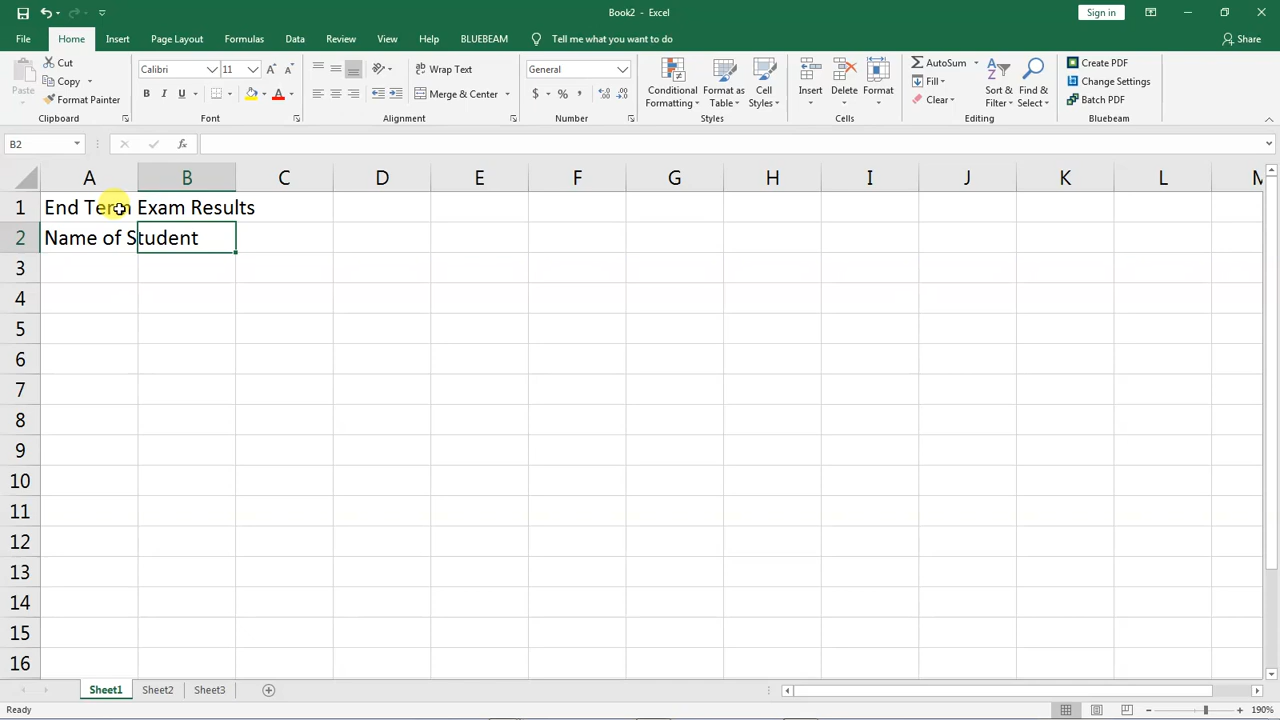 Book2 - Excel
Sign in
File Home Insert Page Layout Formulas Data Review View Help BLUEBEAM Tell me what you want to do Share
Paste
Cut
Copy
Format Painter
Clipboard
Calibri 11
B I U
Font
Wrap Text
Merge & Center
Alignment
General
$ % ,
Number
Conditional Formatting
Format as Table
Cell Styles
Styles
Insert
Delete
Format
Cells
AutoSum
Fill
Clear
Sort & Filter
Find & Select
Editing
Create PDF
Change Settings
Batch PDF
Bluebeam
B2 fx
A B C D E F G H I J K L M
1 End Term Exam Results
2 Name of Student
3
4
5
6
7
8
9
10
11
12
13
14
15
16
Sheet1 Sheet2 Sheet3
Ready 190%